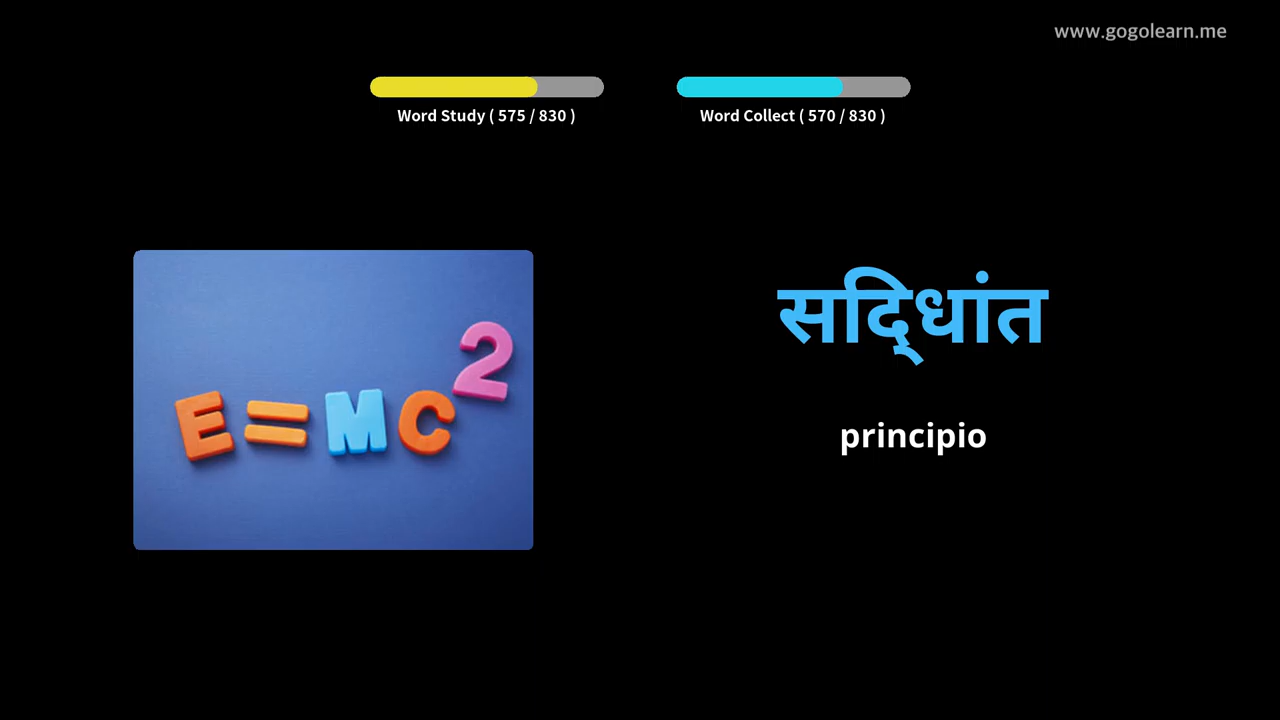 www.gogolearn.me
Word Study ( 575 / 830 )
Word Collect ( 570 / 830 )
E=MC²
सद्धिांत
principio